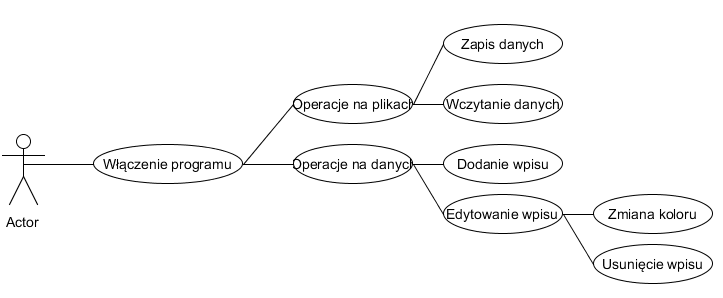 Zapis danych
Operacje na plikach
Wczytanie danych
Włączenie programu
Operacje na danych
Dodanie wpisu
Actor
Edytowanie wpisu
Zmiana koloru
Usunięcie wpisu